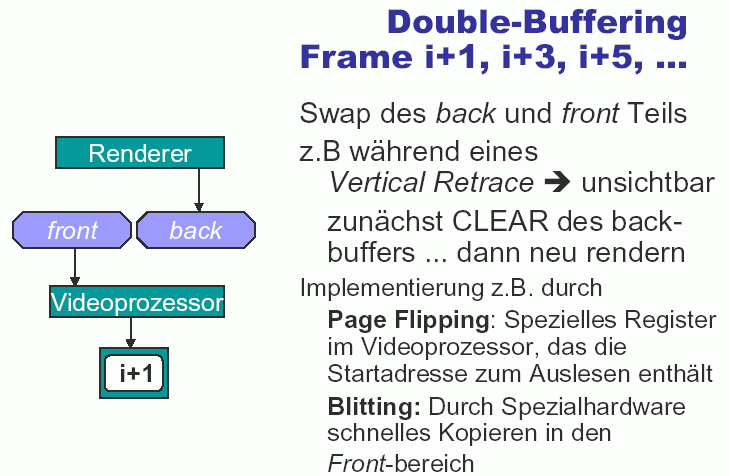 Double-Buffering
Frame i+1, i+3, i+5, ...
Swap des back und front Teils
z.B während eines
Vertical Retrace ➔ unsichtbar
zunächst CLEAR des back-
buffers ... dann neu rendern
Implementierung z.B. durch
Page Flipping: Spezielles Register
im Videoprozessor, das die
Startadresse zum Auslesen enthält
Blitting: Durch Spezialhardware
schnelles Kopieren in den
Front-bereich
Renderer
front back
Videoprozessor
i+1